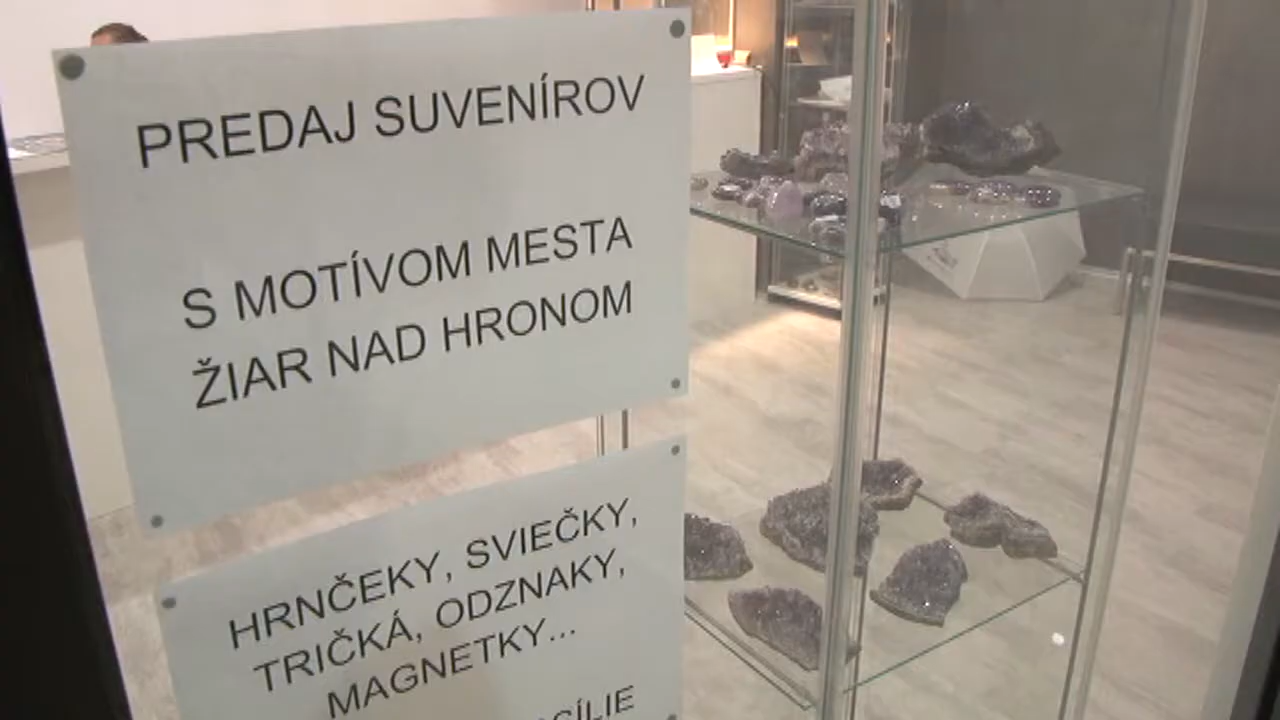 PREDAJ SUVENÍROV
S MOTÍVOM MESTA
ŽIAR NAD HRONOM
HRNČEKY, SVIEČKY,
TRIČKÁ, ODZNAKY,
MAGNETKY...